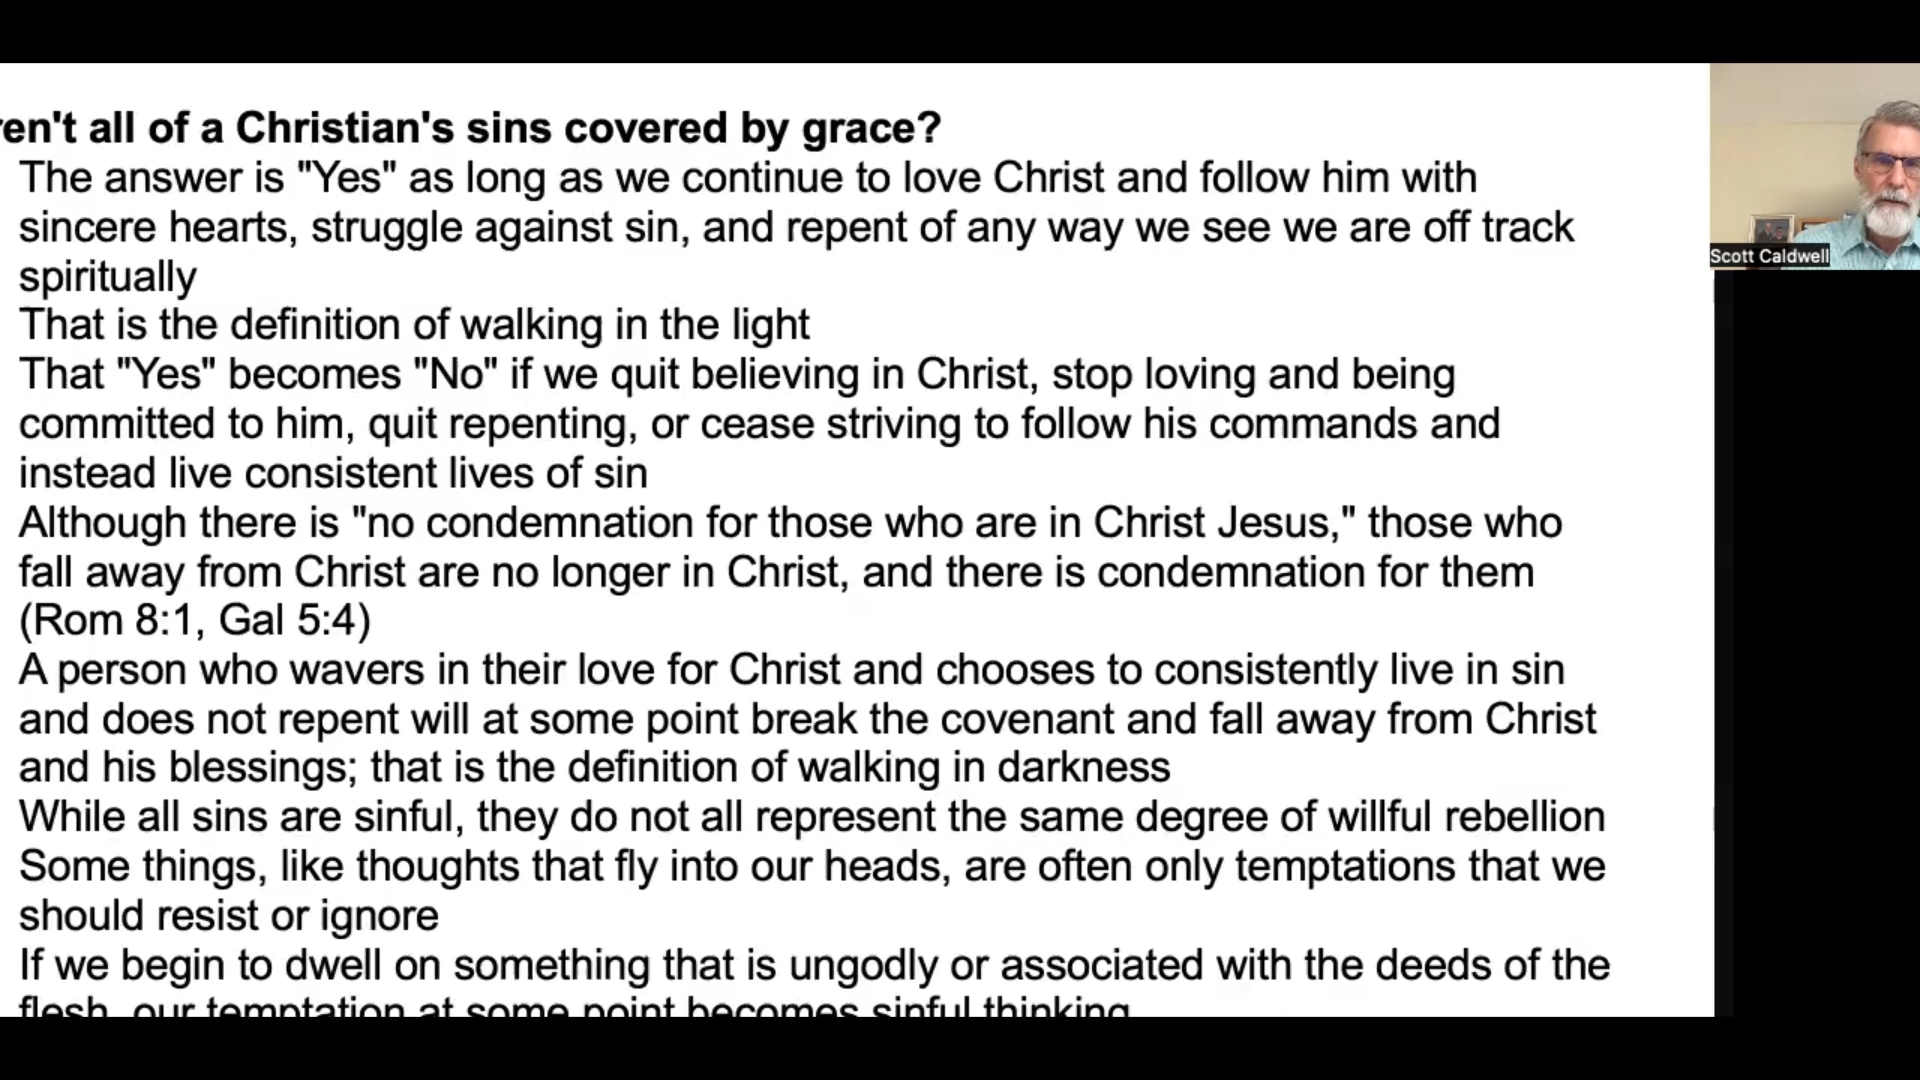 ren't all of a Christian's sins covered by grace?
The answer is "Yes" as long as we continue to love Christ and follow him with
sincere hearts, struggle against sin, and repent of any way we see we are off track
spiritually
That is the definition of walking in the light
That "Yes" becomes "No" if we quit believing in Christ, stop loving and being
committed to him, quit repenting, or cease striving to follow his commands and
instead live consistent lives of sin
Although there is "no condemnation for those who are in Christ Jesus," those who
fall away from Christ are no longer in Christ, and there is condemnation for them
(Rom 8:1, Gal 5:4)
A person who wavers in their love for Christ and chooses to consistently live in sin
and does not repent will at some point break the covenant and fall away from Christ
and his blessings; that is the definition of walking in darkness
While all sins are sinful, they do not all represent the same degree of willful rebellion
Some things, like thoughts that fly into our heads, are often only temptations that we
should resist or ignore
If we begin to dwell on something that is ungodly or associated with the deeds of the
flesh, our temptation at some point becomes sinful thinking
Scott Caldwell